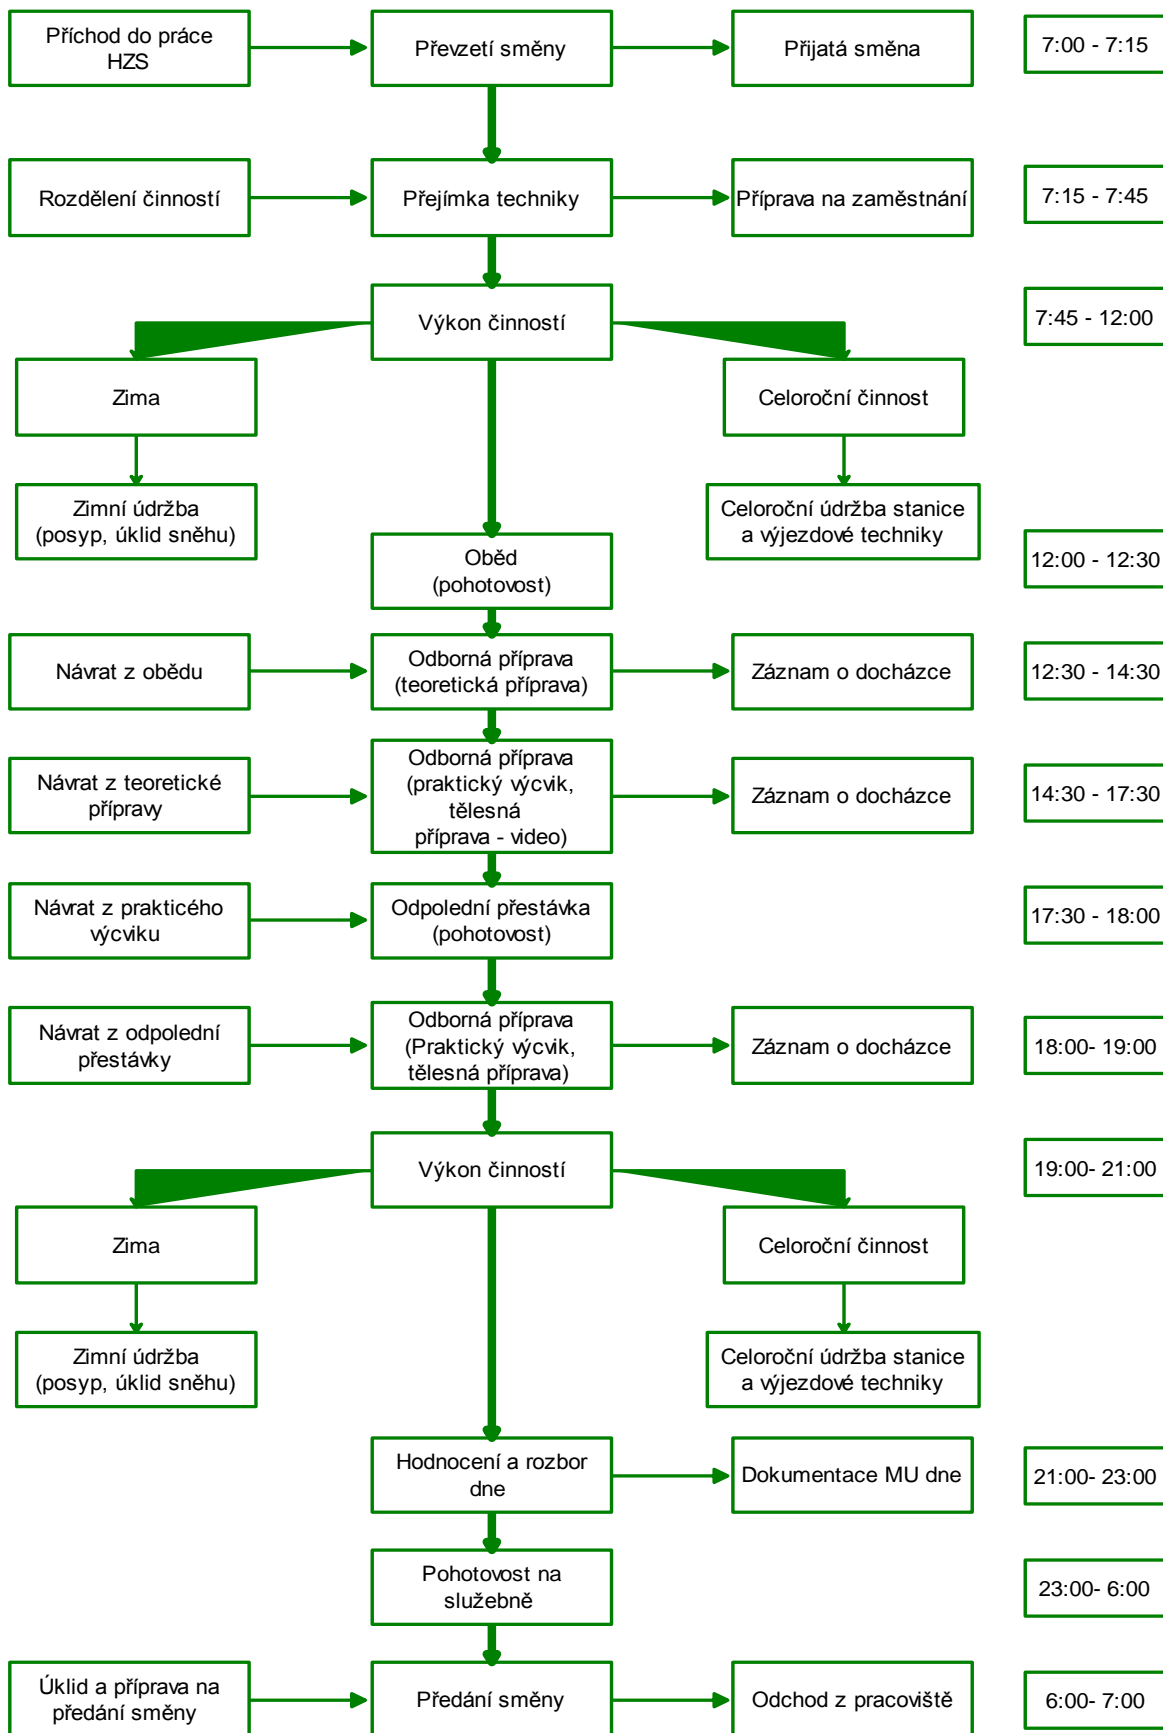 Příchod do práce
HZS
Převzetí směny
Přijatá směna
7:00 - 7:15
Rozdělení činností
Přejímka techniky
Příprava na zaměstnání
7:15 - 7:45
Výkon činností
7:45 - 12:00
Zima
Celoroční činnost
Zimní údržba
(posyp, úklid sněhu)
Celoroční údržba stanice
a výjezdové techniky
Oběd
(pohotovost)
12:00 - 12:30
Návrat z obědu
Odborná příprava
(teoretická příprava)
Záznam o docházce
12:30 - 14:30
Návrat z teoretické
přípravy
Odborná příprava
(praktický výcvik,
tělesná
příprava - video)
Záznam o docházce
14:30 - 17:30
Návrat z prakticého
výcviku
Odpolední přestávka
(pohotovost)
17:30 - 18:00
Návrat z odpolední
přestávky
Odborná příprava
(Praktický výcvik,
tělesná příprava)
Záznam o docházce
18:00- 19:00
Výkon činností
19:00- 21:00
Zima
Celoroční činnost
Zimní údržba
(posyp, úklid sněhu)
Celoroční údržba stanice
a výjezdové techniky
Hodnocení a rozbor
dne
Dokumentace MU dne
21:00- 23:00
Pohotovost na
služebně
23:00- 6:00
Úklid a příprava na
předání směny
Předání směny
Odchod z pracoviště
6:00- 7:00